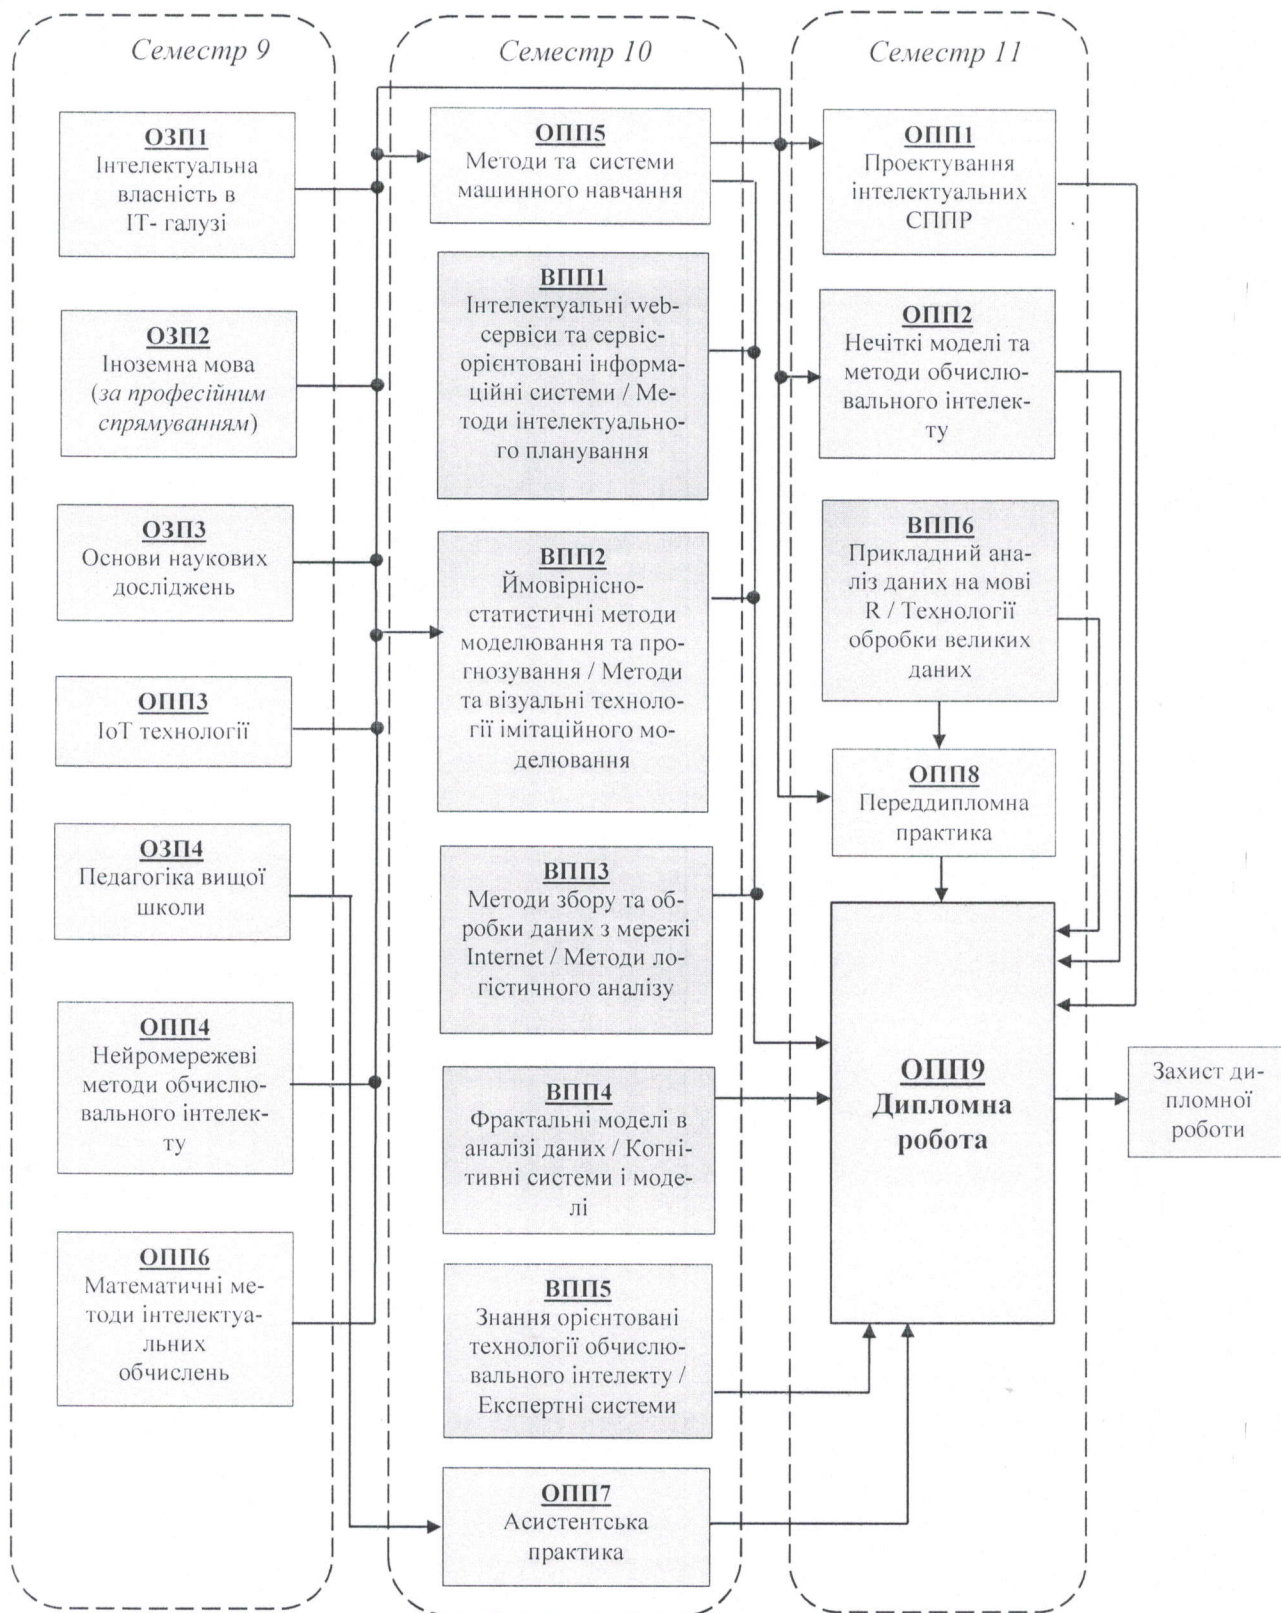 Семестр 9
ОЗП1
Інтелектуальна
власність в
ІТ- галузі
ОЗП2
Іноземна мова
(за професійним
спрямуванням)
ОЗП3
Основи наукових
досліджень
ОПП3
ІоТ технології
ОЗП4
Педагогіка вищої
школи
ОПП4
Нейромережеві
методи обчислю-
вального інтелек-
ту
ОПП6
Математичні ме-
тоди інтелектуа-
льних
обчислень
Семестр 10
ОПП5
Методи та системи
машинного навчання
ВПП1
Інтелектуальні web-
сервіси та сервіс-
орієнтовані інформа-
ційні системи / Ме-
тоди інтелектуально-
го планування
ВПП2
Ймовірнісно-
статистичні методи
моделювання та про-
гнозування / Методи
та візуальні техноло-
гії імітаційного мо-
делювання
ВПП3
Методи збору та об-
робки даних з мережі
Internet / Методи ло-
гістичного аналізу
ВПП4
Фрактальні моделі в
аналізі даних / Когні-
тивні системи і моде-
лі
ВПП5
Знання орієнтовані
технології обчислю-
вального інтелекту /
Експертні системи
ОПП7
Асистентська
практика
Семестр 11
ОПП1
Проектування
інтелектуальних
СППР
ОПП2
Нечіткі моделі та
методи обчислю-
вального інтелек-
ту
ВПП6
Прикладний ана-
ліз даних на мові
R / Технології
обробки великих
даних
ОПП8
Переддипломна
практика
ОПП9
Дипломна
робота
Захист ди-
пломної
роботи